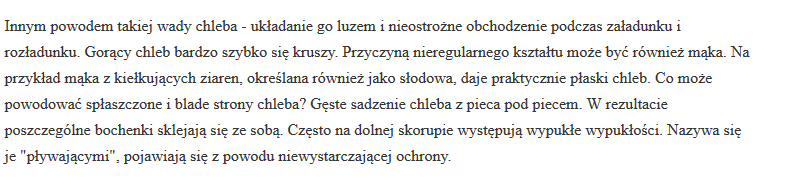 Innym powodem takiej wady chleba - układanie go luzem i nieostrożne obchodzenie podczas załadunku i
rozładunku. Gorący chleb bardzo szybko się kruszy. Przyczyną nieregularnego kształtu może być również mąka. Na
przykład mąka z kiełkujących ziaren, określana również jako słodowa, daje praktycznie płaski chleb. Co może
powodować spłaszczone i blade strony chleba? Gęste sadzenie chleba z pieca pod piecem. W rezultacie
poszczególne bochenki sklejają się ze sobą. Często na dolnej skorupie występują wypukłe wypukłości. Nazywa się
je "pływającymi", pojawiają się z powodu niewystarczającej ochrony.